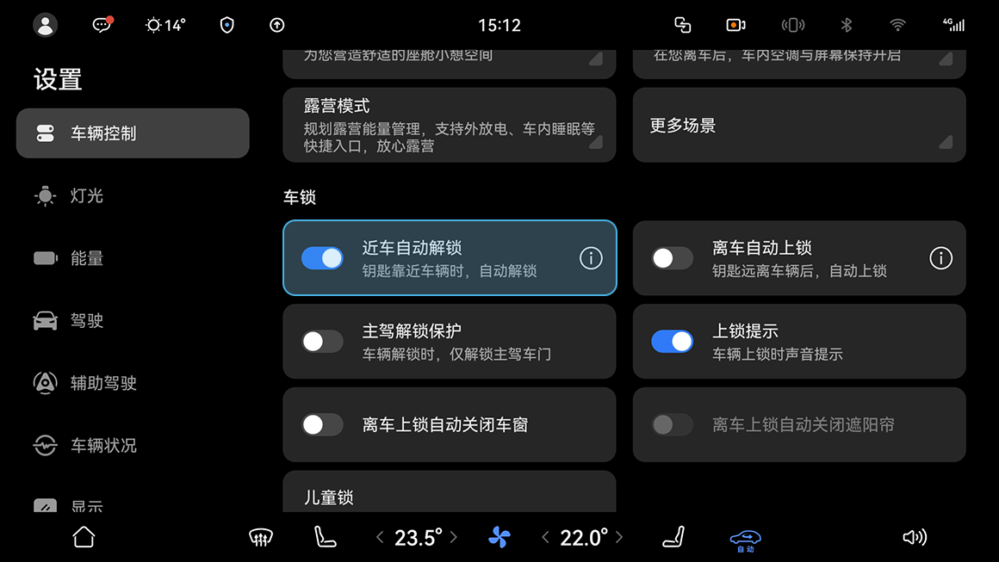 14°
15:12
4G
设置
为您营造舒适的座舱小憩空间
在您离车后，车内空调与屏幕保持开启
车辆控制
露营模式
规划露营能量管理，支持外放电、车内睡眠等
快捷入口，放心露营
更多场景
灯光
车锁
能量
近车自动解锁
钥匙靠近车辆时，自动解锁
离车自动上锁
钥匙远离车辆后，自动上锁
驾驶
主驾解锁保护
车辆解锁时，仅解锁主驾车门
上锁提示
车辆上锁时声音提示
辅助驾驶
车辆状况
离车上锁自动关闭车窗
离车上锁自动关闭遮阳帘
显示
儿童锁
23.5°
22.0°
自动